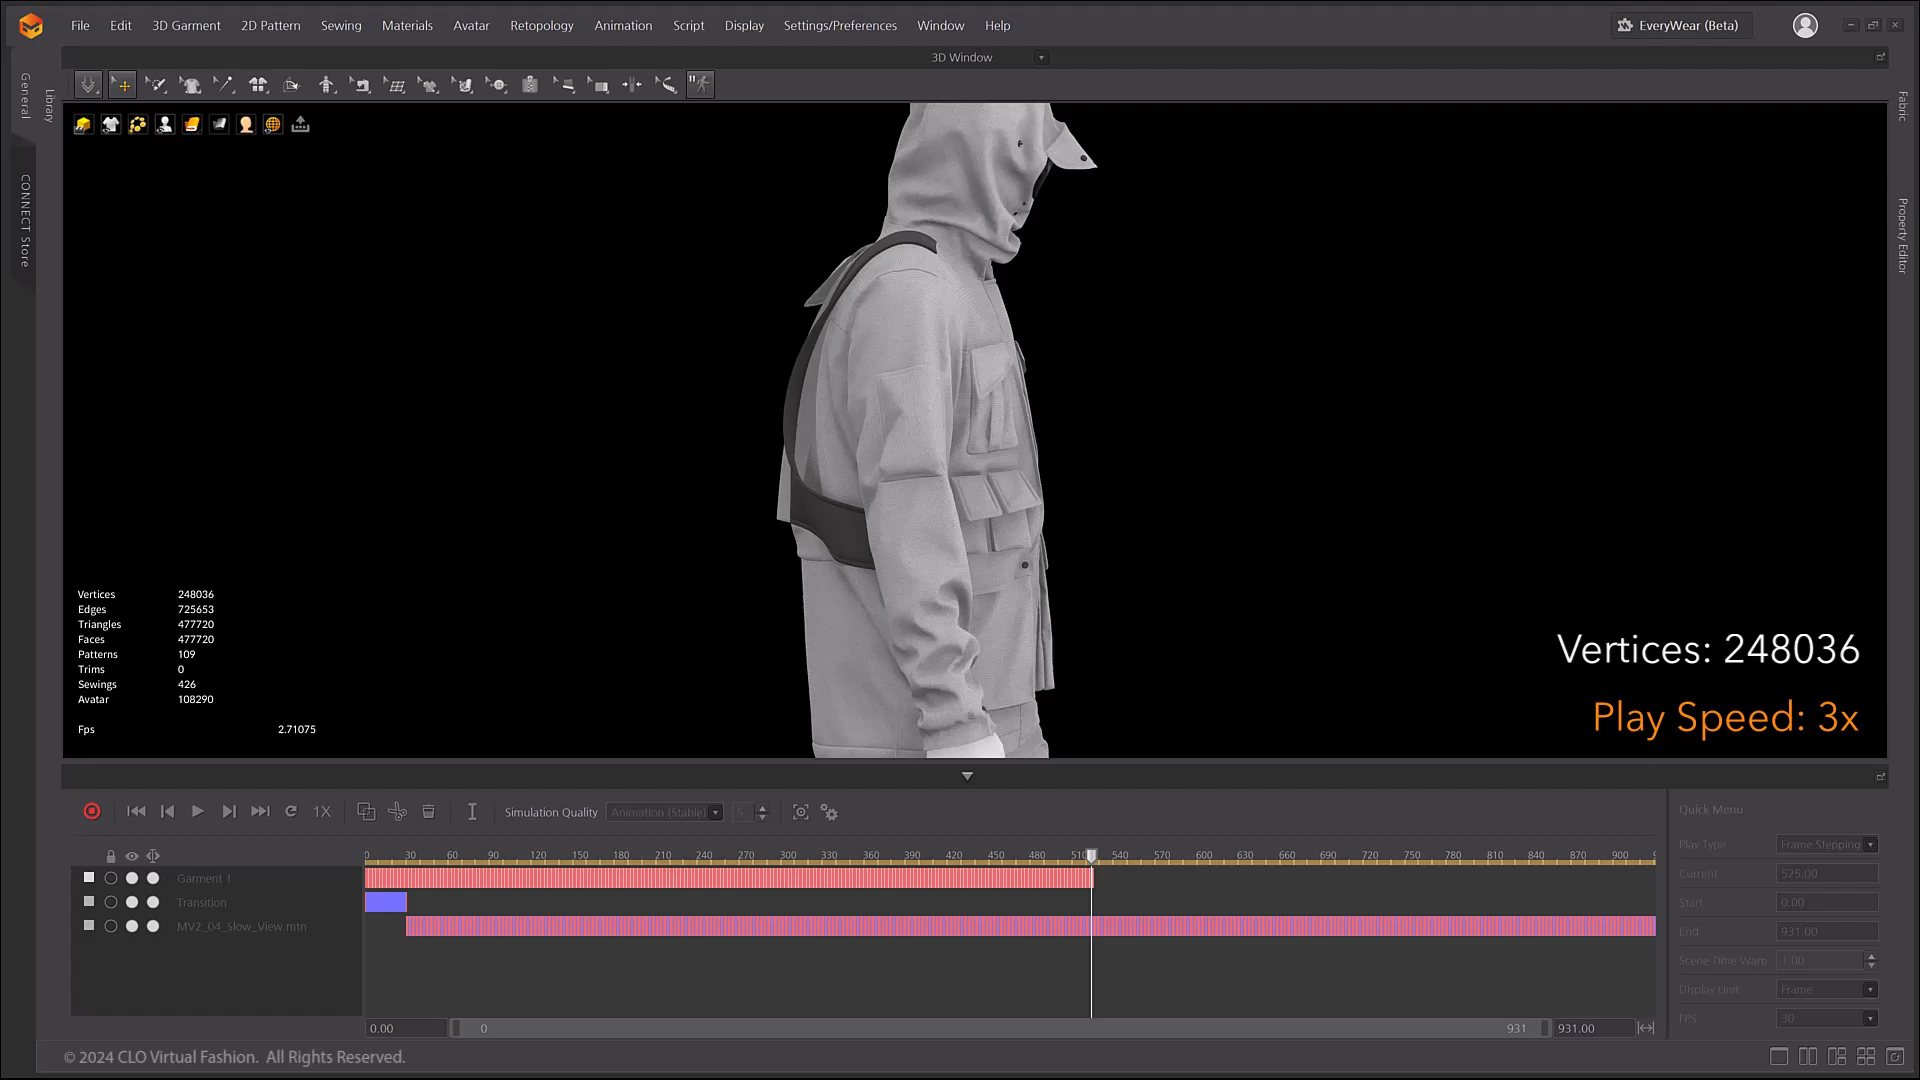 File Edit 3D Garment 2D Pattern Sewing Materials Avatar Retopology Animation Script Display Settings/Preferences Window Help EveryWear (Beta)
3D Window
General
Library
CONNECT Store
Fabric
Property Editor
Vertices 248036
Edges 725653
Triangles 477720
Faces 477720
Patterns 109
Trims 0
Sewings 426
Avatar 108290
Fps 2.71075
Vertices: 248036
Play Speed: 3x
1X Simulation Quality Animation (Stable) 5
Quick Menu
Play Type Frame Stepping
Current 525.00
Start 0.00
End 931.00
Scene Time Warp 1.00
Display Unit Frame
FPS 30
0 30 60 90 120 150 180 210 240 270 300 330 360 390 420 450 480 510 540 570 600 630 660 690 720 750 780 810 840 870 900
Garment 1
Transition
MV2_04_Slow_View.mtn
0.00 0 931 931.00
© 2024 CLO Virtual Fashion. All Rights Reserved.